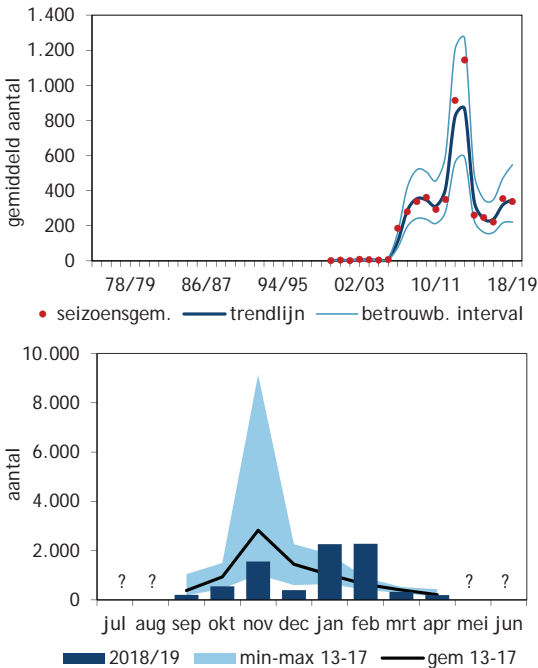 1.400
1.200
1.000
800
600
400
200
0
gemiddeld aantal
78/79 86/87 94/95 02/03 10/11 18/19
seizoensgem. trendlijn betrouwb. interval
10.000
8.000
6.000
4.000
2.000
0
aantal
? ? ? ?
jul aug sep okt nov dec jan feb mrt apr mei jun
2018/19 min-max 13-17 gem 13-17